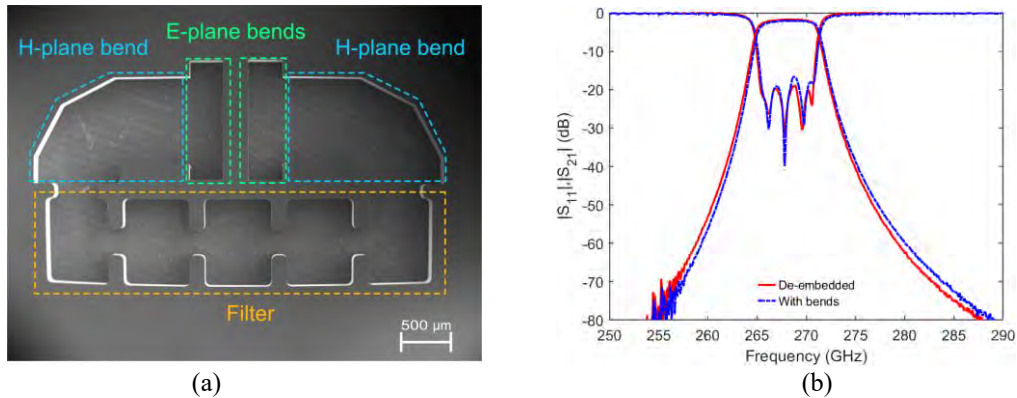 H-plane bend
E-plane bends
H-plane bend
Filter
500 µm
(a)
|S11|,|S21| (dB)
0
-10
-20
-30
-40
-50
-60
-70
-80
De-embedded
With bends
250 255 260 265 270 275 280 285 290
Frequency (GHz)
(b)